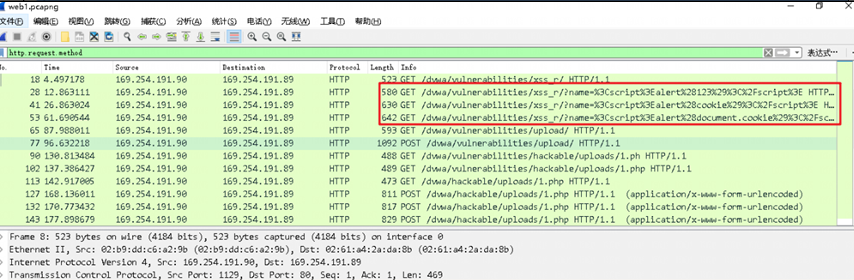 web1.pcapng
文件(F) 编辑(E) 视图(V) 跳转(G) 捕获(C) 分析(A) 统计(S) 电话(Y) 无线(W) 工具(T) 帮助(H)
http.request.method 表达式…
No. Time Source Destination Protocol Length Info
18 4.497178 169.254.191.90 169.254.191.89 HTTP 523 GET /dvwa/vulnerabilities/xss_r/ HTTP/1.1
28 12.863111 169.254.191.90 169.254.191.89 HTTP 580 GET /dvwa/vulnerabilities/xss_r/?name=%3Cscript%3Ealert%28123%29%3C%2Fscript%3E HTTP…
41 26.863024 169.254.191.90 169.254.191.89 HTTP 630 GET /dvwa/vulnerabilities/xss_r/?name=%3Cscript%3Ealert%28cookie%29%3C%2Fscript%3E H…
53 61.690544 169.254.191.90 169.254.191.89 HTTP 642 GET /dvwa/vulnerabilities/xss_r/?name=%3Cscript%3Ealert%28document.cookie%29%3C%2Fsc…
65 87.988011 169.254.191.90 169.254.191.89 HTTP 593 GET /dvwa/vulnerabilities/upload/ HTTP/1.1
77 96.632218 169.254.191.90 169.254.191.89 HTTP 1092 POST /dvwa/vulnerabilities/upload/ HTTP/1.1
90 130.813484 169.254.191.90 169.254.191.89 HTTP 488 GET /dvwa/vulnerabilities/hackable/uploads/1.ph HTTP/1.1
102 137.386427 169.254.191.90 169.254.191.89 HTTP 489 GET /dvwa/vulnerabilities/hackable/uploads/1.php HTTP/1.1
113 142.917005 169.254.191.90 169.254.191.89 HTTP 473 GET /dvwa/hackable/uploads/1.php HTTP/1.1
127 168.136011 169.254.191.90 169.254.191.89 HTTP 811 POST /dvwa/hackable/uploads/1.php HTTP/1.1 (application/x-www-form-urlencoded)
132 170.773432 169.254.191.90 169.254.191.89 HTTP 817 POST /dvwa/hackable/uploads/1.php HTTP/1.1 (application/x-www-form-urlencoded)
143 177.898679 169.254.191.90 169.254.191.89 HTTP 829 POST /dvwa/hackable/uploads/1.php HTTP/1.1 (application/x-www-form-urlencoded)
Frame 8: 523 bytes on wire (4184 bits), 523 bytes captured (4184 bits) on interface 0
Ethernet II, Src: 02:b9:dd:c6:a2:9b (02:b9:dd:c6:a2:9b), Dst: 02:61:a4:2a:da:8b (02:61:a4:2a:da:8b)
Internet Protocol Version 4, Src: 169.254.191.90, Dst: 169.254.191.89
Transmission Control Protocol, Src Port: 1129, Dst Port: 80, Seq: 1, Ack: 1, Len: 469